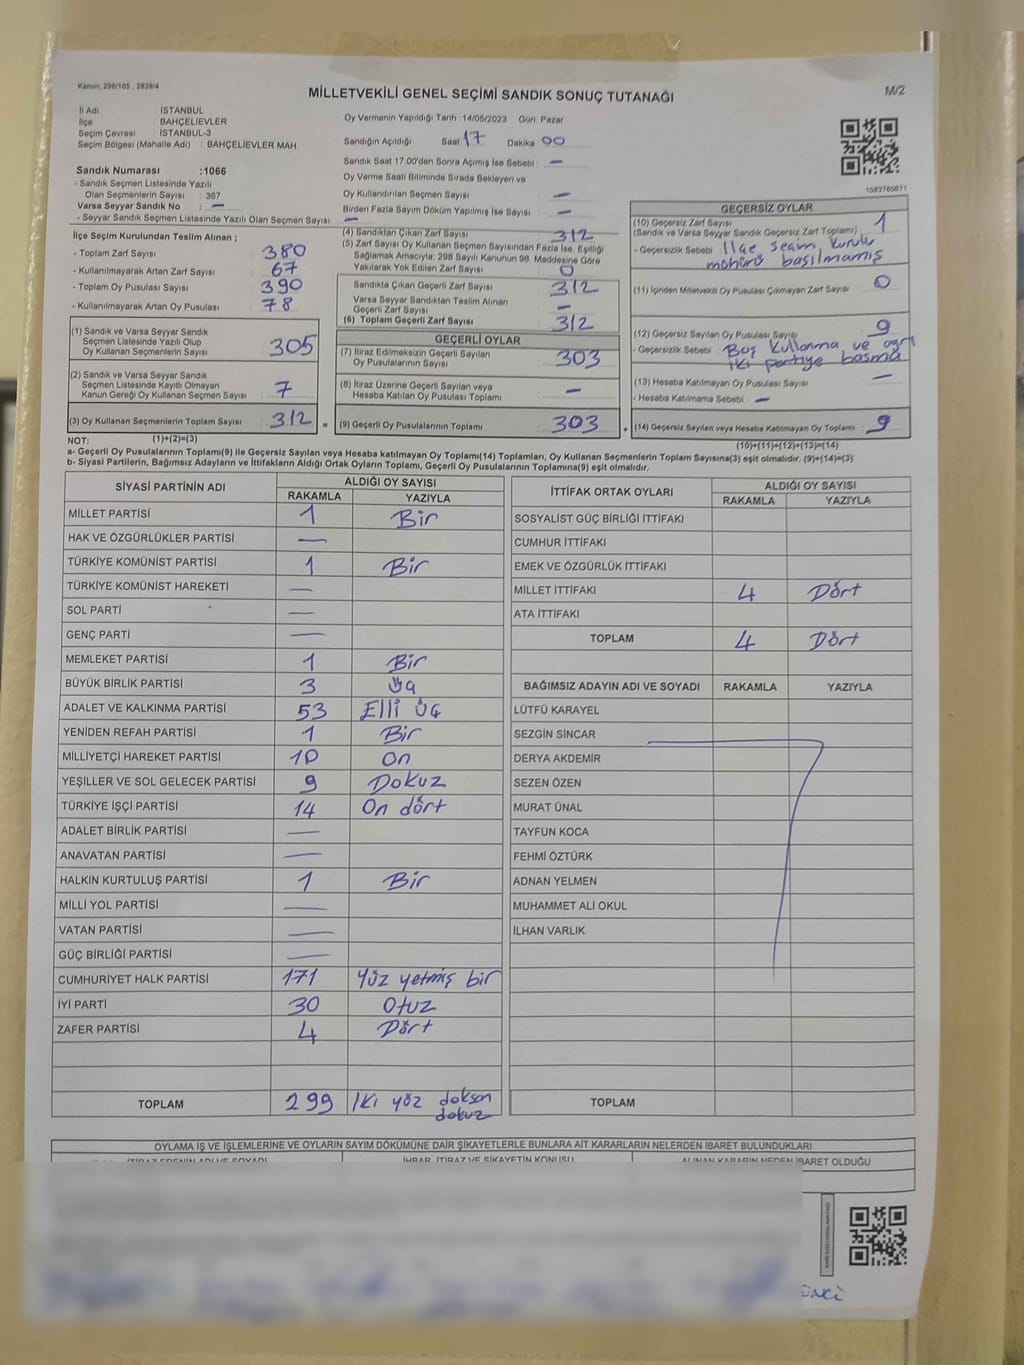 Kanun; 298/105 , 2839/4
MİLLETVEKİLİ GENEL SEÇİMİ SANDIK SONUÇ TUTANAĞI
M/2
İl Adı : İSTANBUL
İlçe : BAHÇELİEVLER
Seçim Çevresi : İSTANBUL-3
Seçim Bölgesi (Mahalle Adı) : BAHÇELİEVLER MAH.
Sandık Numarası :1066
- Sandık Seçmen Listesinde Yazılı
Olan Seçmenlerin Sayısı : 367
Varsa Seyyar Sandık No : —
- Seyyar Sandık Seçmen Listesinde Yazılı Olan Seçmen Sayısı: —
Oy Vermenin Yapıldığı Tarih : 14/05/2023 Gün: Pazar
Sandığın Açıldığı Saat 17 Dakika 00
Sandık Saat 17:00'den Sonra Açılmış İse Sebebi : —
Oy Verme Saati Bitiminde Sırada Bekleyen ve
Oy Kullandırılan Seçmen Sayısı : —
Birden Fazla Sayım Döküm Yapılmış İse Sayısı : —
1083760671
İlçe Seçim Kurulundan Teslim Alınan ;
- Toplam Zarf Sayısı : 380
- Kullanılmayarak Artan Zarf Sayısı : 67
- Toplam Oy Pusulası Sayısı : 390
- Kullanılmayarak Artan Oy Pusulası : 78
(1) Sandık ve Varsa Seyyar Sandık
Seçmen Listesinde Yazılı Olup
Oy Kullanan Seçmenlerin Sayısı : 305
(2) Sandık ve Varsa Seyyar Sandık
Seçmen Listesinde Kayıtlı Olmayan
Kanun Gereği Oy Kullanan Seçmen Sayısı : 7
(3) Oy Kullanan Seçmenlerin Toplam Sayısı : 312 =
(4) Sandıktan Çıkan Zarf Sayısı : 312
(5) Zarf Sayısı Oy Kullanan Seçmen Sayısından Fazla İse, Eşitliği
Sağlamak Amacıyla; 298 Sayılı Kanunun 98. Maddesine Göre
Yakılarak Yok Edilen Zarf Sayısı : 0
Sandıkta Çıkan Geçerli Zarf Sayısı : 312
Varsa Seyyar Sandıktan Teslim Alınan
Geçerli Zarf Sayısı : —
(6) Toplam Geçerli Zarf Sayısı : 312
GEÇERLİ OYLAR
(7) İtiraz Edilmeksizin Geçerli Sayılan
Oy Pusulalarının Sayısı : 303
(8) İtiraz Üzerine Geçerli Sayılan veya
Hesaba Katılan Oy Pusulası Toplamı : —
(9) Geçerli Oy Pusulalarının Toplamı : 303 +
GEÇERSİZ OYLAR
(10) Geçersiz Zarf Sayısı
(Sandık ve Varsa Seyyar Sandık Geçersiz Zarf Toplamı) : 1
- Geçersizlik Sebebi : İlçe Seçim, Kurulu
mührü basılmamış
(11) İçinden Milletvekili Oy Pusulası Çıkmayan Zarf Sayısı : 0
(12) Geçersiz Sayılan Oy Pusulası Sayısı : 9
- Geçersizlik Sebebi : Boş Kullanma ve ayrı
iki partiye basma
(13) Hesaba Katılmayan Oy Pusulası Sayısı : —
- Hesaba Katılmama Sebebi : —
(14) Geçersiz Sayılan veya Hesaba Katılmayan Oy Toplamı : 9
NOT: (1)+(2)=(3)
(10)+(11)+(12)+(13)=(14)
a- Geçerli Oy Pusulalarının Toplamı(9) ile Geçersiz Sayılan veya Hesaba katılmayan Oy Toplamı(14) Toplamları, Oy Kullanan Seçmenlerin Toplam Sayısına(3) eşit olmalıdır. (9)+(14)=(3)
b- Siyasi Partilerin, Bağımsız Adayların ve İttifakların Aldığı Ortak Oyların Toplamı, Geçerli Oy Pusulalarının Toplamına(9) eşit olmalıdır.
SİYASİ PARTİNİN ADI ALDIĞI OY SAYISI
RAKAMLA YAZIYLA
MİLLET PARTİSİ 1 Bir
HAK VE ÖZGÜRLÜKLER PARTİSİ —
TÜRKİYE KOMÜNİST PARTİSİ 1 Bir
TÜRKİYE KOMÜNİST HAREKETİ —
SOL PARTİ —
GENÇ PARTİ —
MEMLEKET PARTİSİ 1 Bir
BÜYÜK BİRLİK PARTİSİ 3 Üç
ADALET VE KALKINMA PARTİSİ 53 Elli Üç
YENİDEN REFAH PARTİSİ 1 Bir
MİLLİYETÇİ HAREKET PARTİSİ 10 On
YEŞİLLER VE SOL GELECEK PARTİSİ 9 Dokuz
TÜRKİYE İŞÇİ PARTİSİ 14 On dört
ADALET BİRLİK PARTİSİ —
ANAVATAN PARTİSİ —
HALKIN KURTULUŞ PARTİSİ 1 Bir
MİLLİ YOL PARTİSİ —
VATAN PARTİSİ —
GÜÇ BİRLİĞİ PARTİSİ —
CUMHURİYET HALK PARTİSİ 171 Yüz yetmiş bir
İYİ PARTİ 30 Otuz
ZAFER PARTİSİ 4 Dört
TOPLAM 299 İki yüz doksan
dokuz
İTTİFAK ORTAK OYLARI ALDIĞI OY SAYISI
RAKAMLA YAZIYLA
SOSYALİST GÜÇ BİRLİĞİ İTTİFAKI
CUMHUR İTTİFAKI
EMEK VE ÖZGÜRLÜK İTTİFAKI
MİLLET İTTİFAKI 4 Dört
ATA İTTİFAKI
TOPLAM 4 Dört
BAĞIMSIZ ADAYIN ADI VE SOYADI RAKAMLA YAZIYLA
LÜTFÜ KARAYEL
SEZGİN SİNCAR
DERYA AKDEMİR
SEZEN ÖZEN
MURAT ÜNAL
TAYFUN KOCA
FEHMİ ÖZTÜRK
ADNAN YELMEN
MUHAMMET ALİ OKUL
İLHAN VARLIK
TOPLAM
OYLAMA İŞ VE İŞLEMLERİNE VE OYLARIN SAYIM DÖKÜMÜNE DAİR ŞİKAYETLERLE BUNLARA AİT KARARLARIN NELERDEN İBARET BULUNDUKLARI
İTİRAZ EDENİN ADI VE SOYADI İHBAR, İTİRAZ VE ŞİKAYETİN KONUSU ALINAN KARARIN NEDEN İBARET OLDUĞU